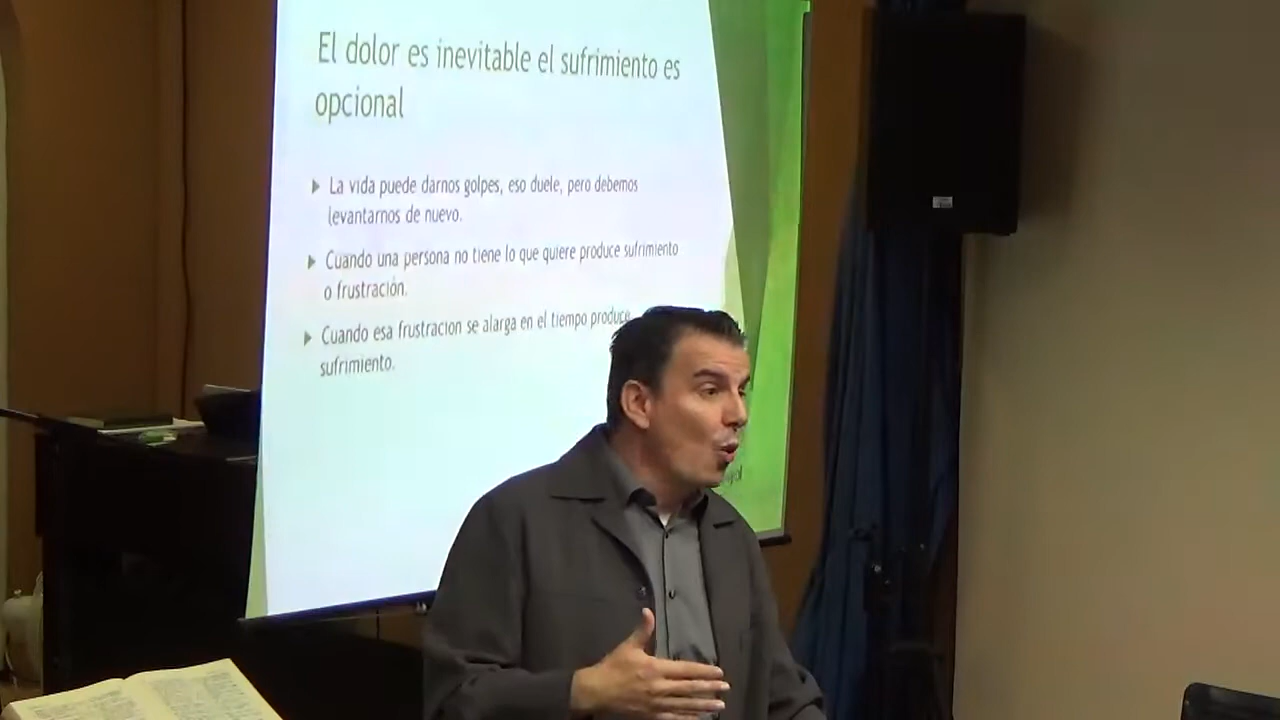 El dolor es inevitable el sufrimiento es
opcional
La vida puede darnos golpes, eso duele, pero debemos
levantarnos de nuevo.
Cuando una persona no tiene lo que quiere produce sufrimiento
o frustración.
Cuando esa frustracion se alarga en el tiempo produce
sufrimiento.